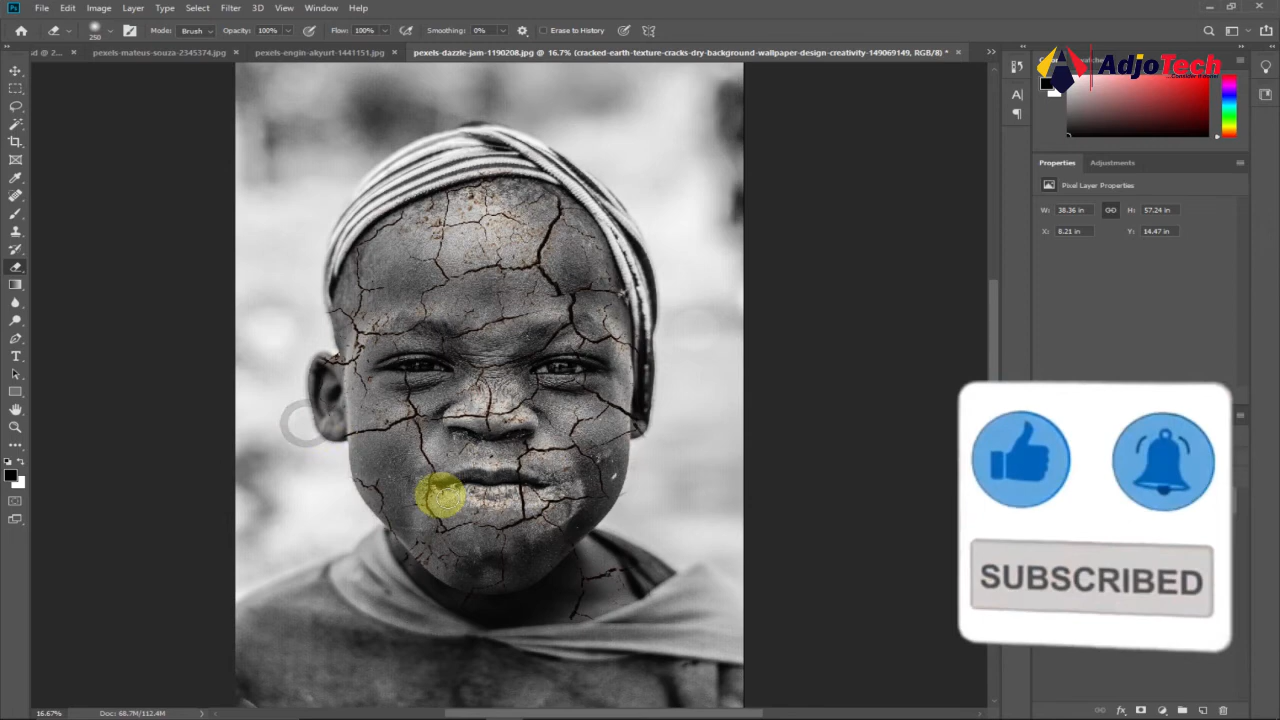 File Edit Image Layer Type Select Filter 3D View Window Help
Mode: Brush Opacity: 100% Flow: 100% Smoothing: 0% Erase to History
250
pexels-mateus-souza-2345374.jpg
pexels-engin-akyurt-1441151.jpg
pexels-dazzle-jam-1190208.jpg @ 16.7% (cracked-earth-texture-cracks-dry-background-wallpaper-design-creativity-149069149, RGB/8) *
AdjoTech
...Consider it done!
Properties Adjustments
Pixel Layer Properties
W: 38.36 in H: 57.24 in
X: 8.21 in Y: 14.47 in
SUBSCRIBED
16.67% Doc: 68.7M/112.4M